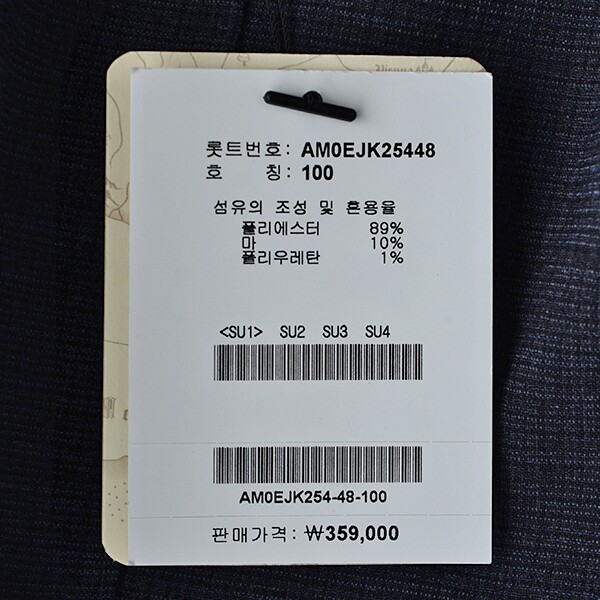 롯트번호: AM0EJK25448
호 칭: 100
섬유의 조성 및 혼용율
폴리에스터 89%
마 10%
폴리우레탄 1%
<SU1> SU2 SU3 SU4
AM0EJK254-48-100
판매가격: ₩359,000